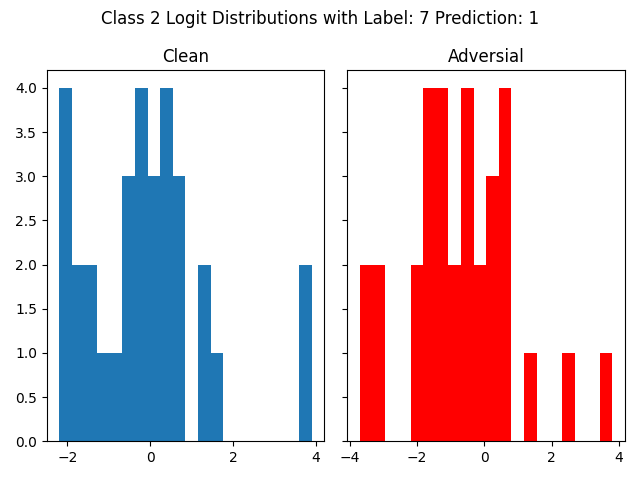 Class 2 Logit Distributions with Label: 7 Prediction: 1
Clean
Adversial
4.0
3.5
3.0
2.5
2.0
1.5
1.0
0.5
0.0
−2 0 2 4
−4 −2 0 2 4